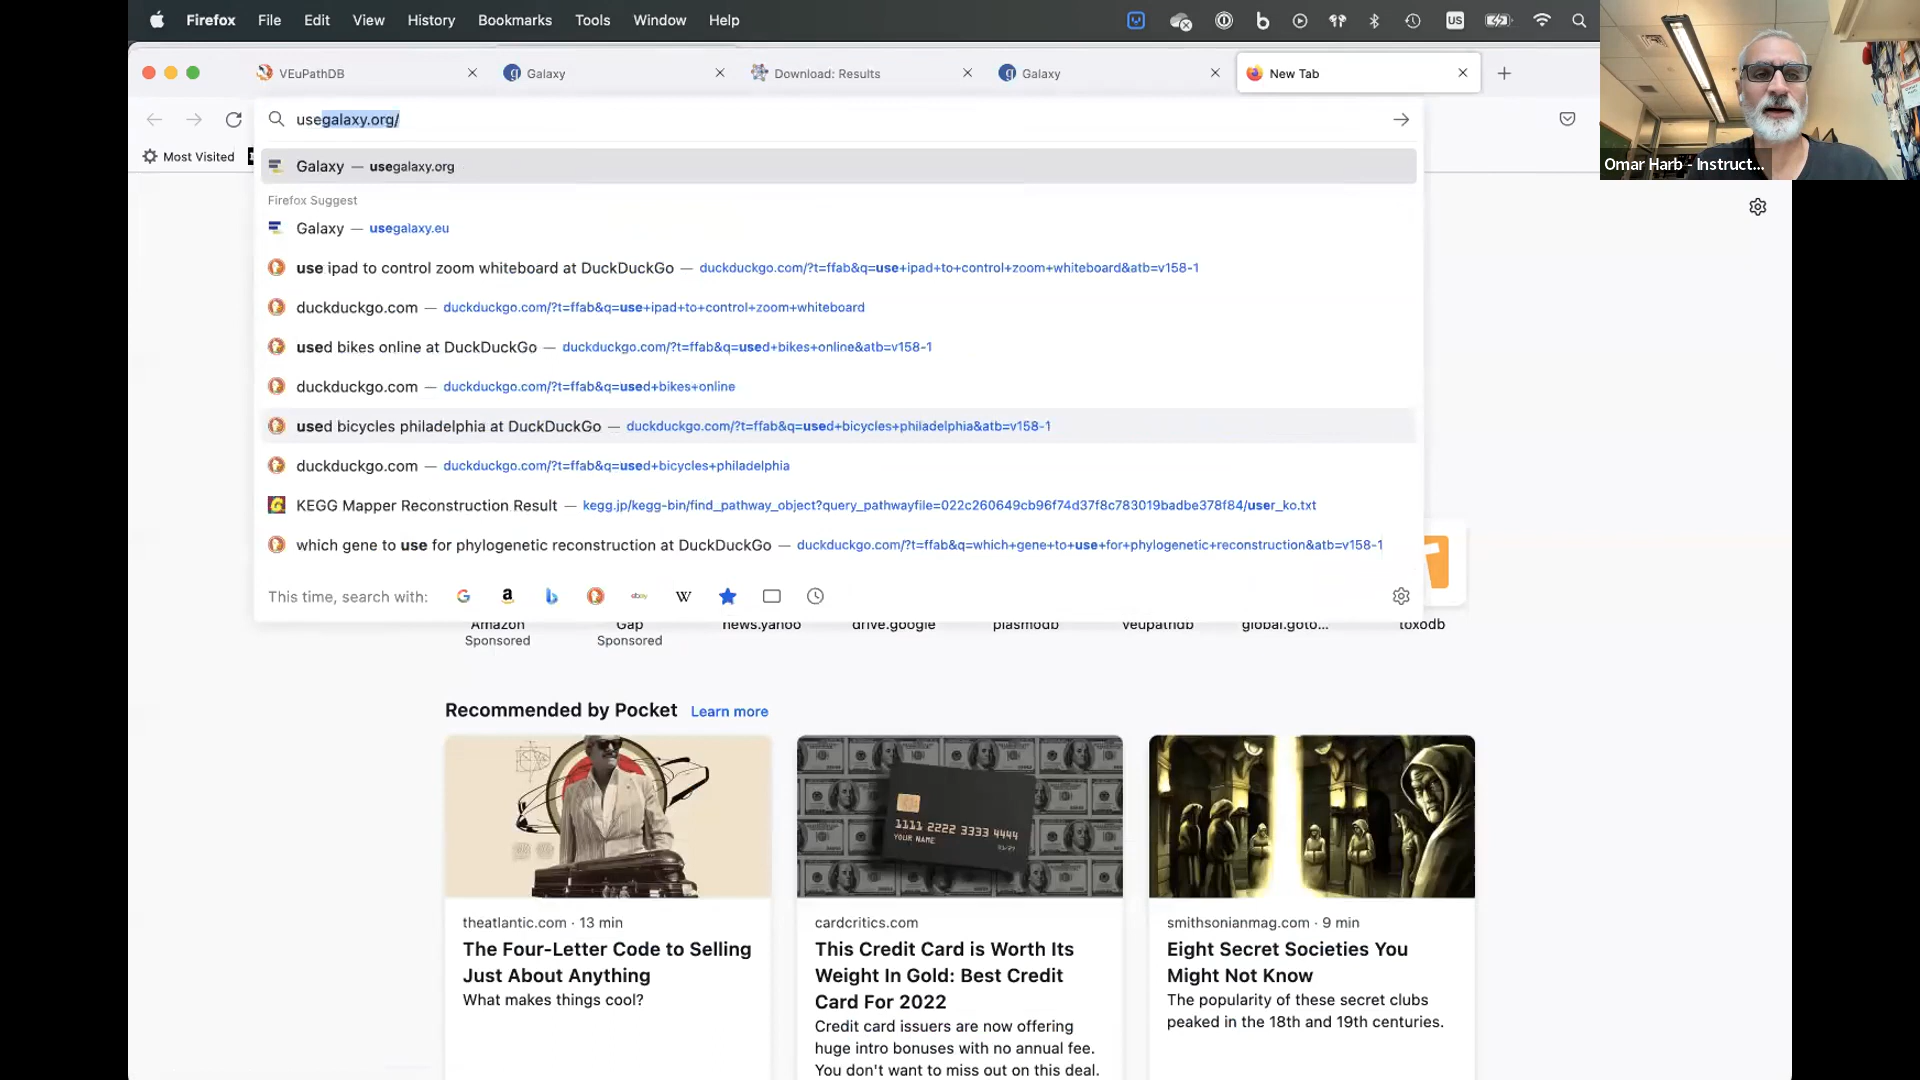 Firefox File Edit View History Bookmarks Tools Window Help
US
VEuPathDB
Galaxy
Download: Results
Galaxy
New Tab
usegalaxy.org/
Most Visited
Omar Harb - Instruct...
Galaxy — usegalaxy.org
Firefox Suggest
Galaxy — usegalaxy.eu
use ipad to control zoom whiteboard at DuckDuckGo — duckduckgo.com/?t=ffab&q=use+ipad+to+control+zoom+whiteboard&atb=v158-1
duckduckgo.com — duckduckgo.com/?t=ffab&q=use+ipad+to+control+zoom+whiteboard
used bikes online at DuckDuckGo — duckduckgo.com/?t=ffab&q=used+bikes+online&atb=v158-1
duckduckgo.com — duckduckgo.com/?t=ffab&q=used+bikes+online
used bicycles philadelphia at DuckDuckGo — duckduckgo.com/?t=ffab&q=used+bicycles+philadelphia&atb=v158-1
duckduckgo.com — duckduckgo.com/?t=ffab&q=used+bicycles+philadelphia
KEGG Mapper Reconstruction Result — kegg.jp/kegg-bin/find_pathway_object?query_pathwayfile=022c260649cb96f74d37f8c783019badbe378f84/user_ko.txt
which gene to use for phylogenetic reconstruction at DuckDuckGo — duckduckgo.com/?t=ffab&q=which+gene+to+use+for+phylogenetic+reconstruction&atb=v158-1
This time, search with:
ebay
W
Amazon
Sponsored
Gap
Sponsored
news.yahoo
drive.google
plasmodb
veupathdb
global.goto...
toxodb
Recommended by Pocket Learn more
1111 2222 3333 4444
YOUR NAME
theatlantic.com · 13 min
The Four-Letter Code to Selling
Just About Anything
What makes things cool?
cardcritics.com
This Credit Card is Worth Its
Weight In Gold: Best Credit
Card For 2022
Credit card issuers are now offering
huge intro bonuses with no annual fee.
You don't want to miss out on this deal.
smithsonianmag.com · 9 min
Eight Secret Societies You
Might Not Know
The popularity of these secret clubs
peaked in the 18th and 19th centuries.